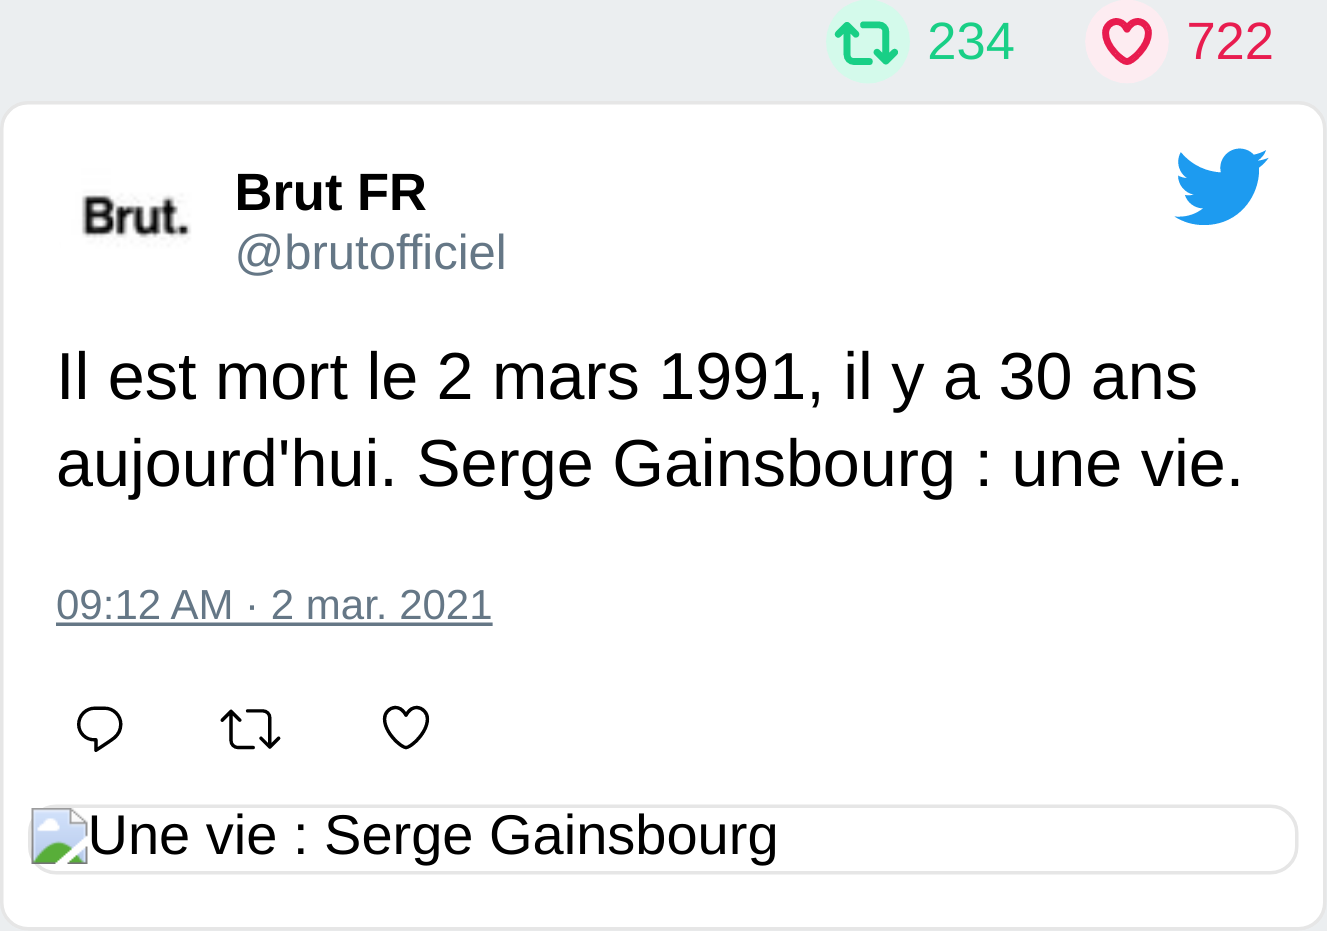 234 722
Brut.
Brut FR
@brutofficiel
Il est mort le 2 mars 1991, il y a 30 ans
aujourd'hui. Serge Gainsbourg : une vie.
09:12 AM · 2 mar. 2021
Une vie : Serge Gainsbourg